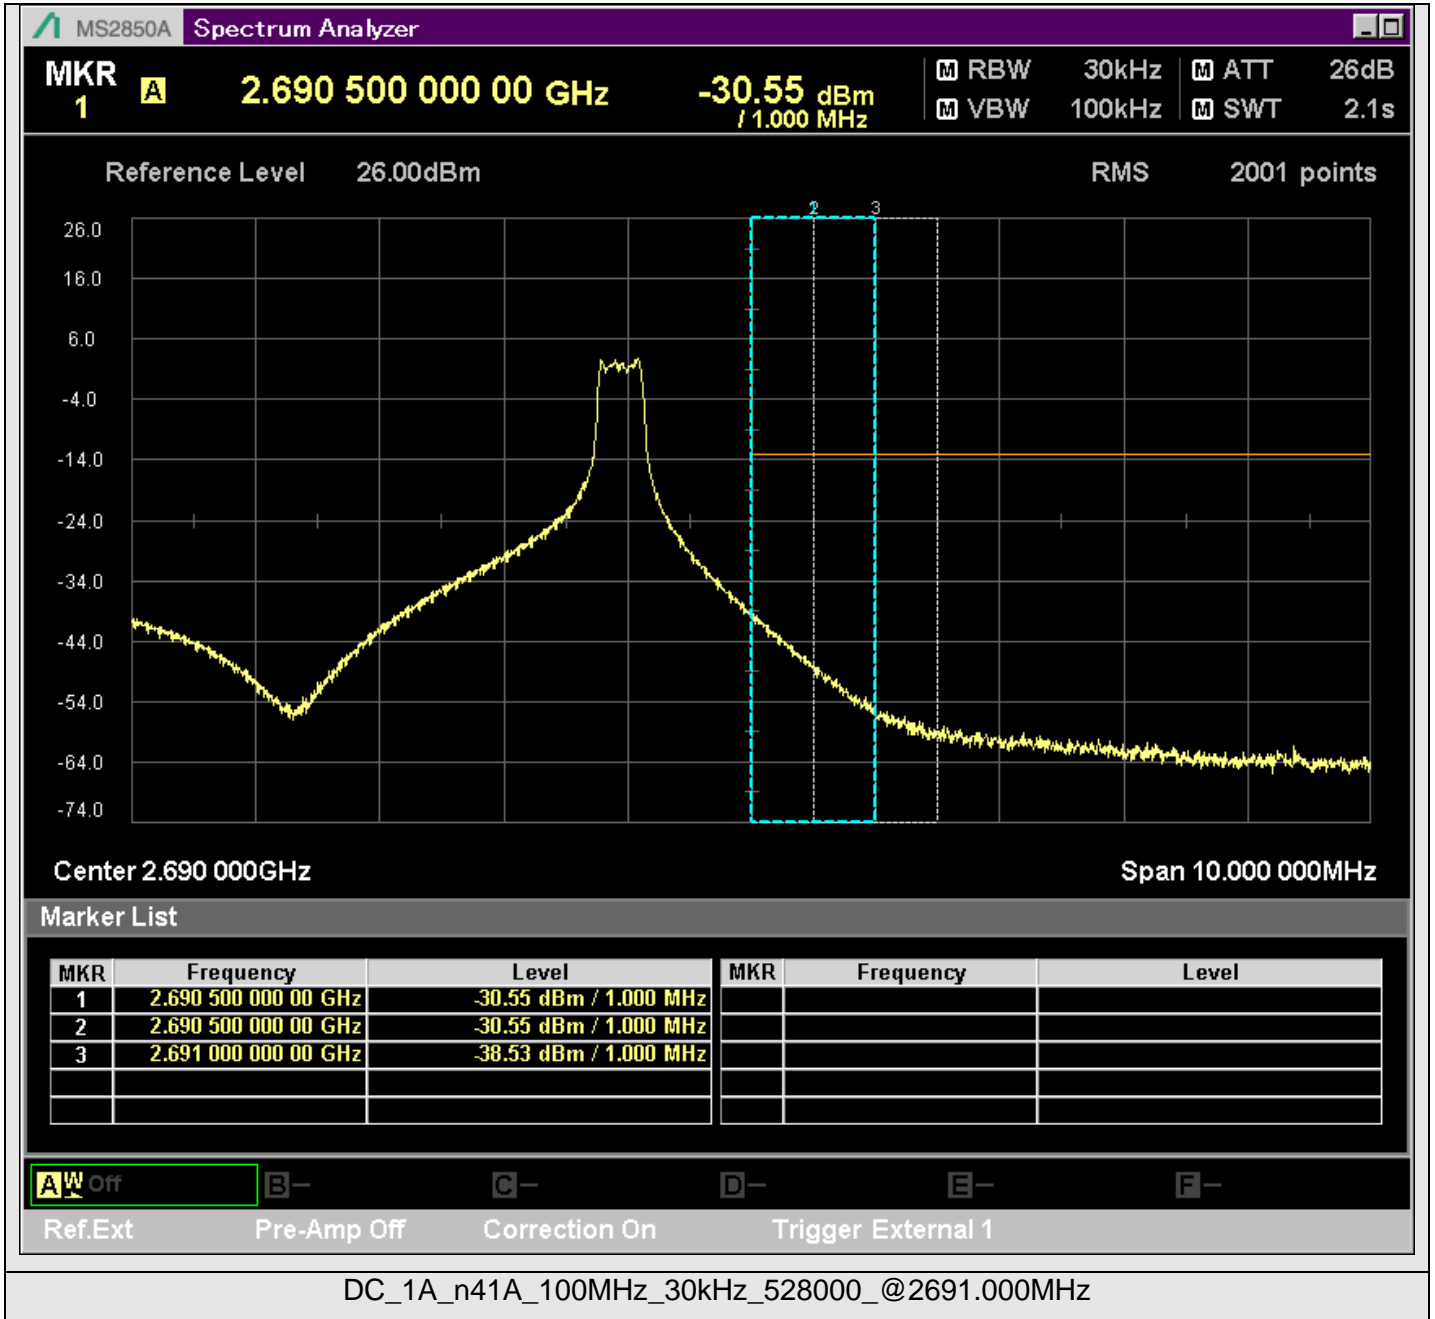 MS2850A Spectrum Analyzer
MKR 1 A 2.690 500 000 00 GHz -30.55 dBm / 1.000 MHz
M RBW 30kHz M ATT 26dB
M VBW 100kHz M SWT 2.1s
Reference Level 26.00dBm RMS 2001 points
2 3
26.0
16.0
6.0
-4.0
-14.0
-24.0
-34.0
-44.0
-54.0
-64.0
-74.0
Center 2.690 000GHz Span 10.000 000MHz
Marker List
MKR Frequency Level MKR Frequency Level
1 2.690 500 000 00 GHz -30.55 dBm / 1.000 MHz
2 2.690 500 000 00 GHz -30.55 dBm / 1.000 MHz
3 2.691 000 000 00 GHz -38.53 dBm / 1.000 MHz
A W Off B- C- D- E- F-
Ref.Ext Pre-Amp Off Correction On Trigger External 1
DC_1A_n41A_100MHz_30kHz_528000_@2691.000MHz